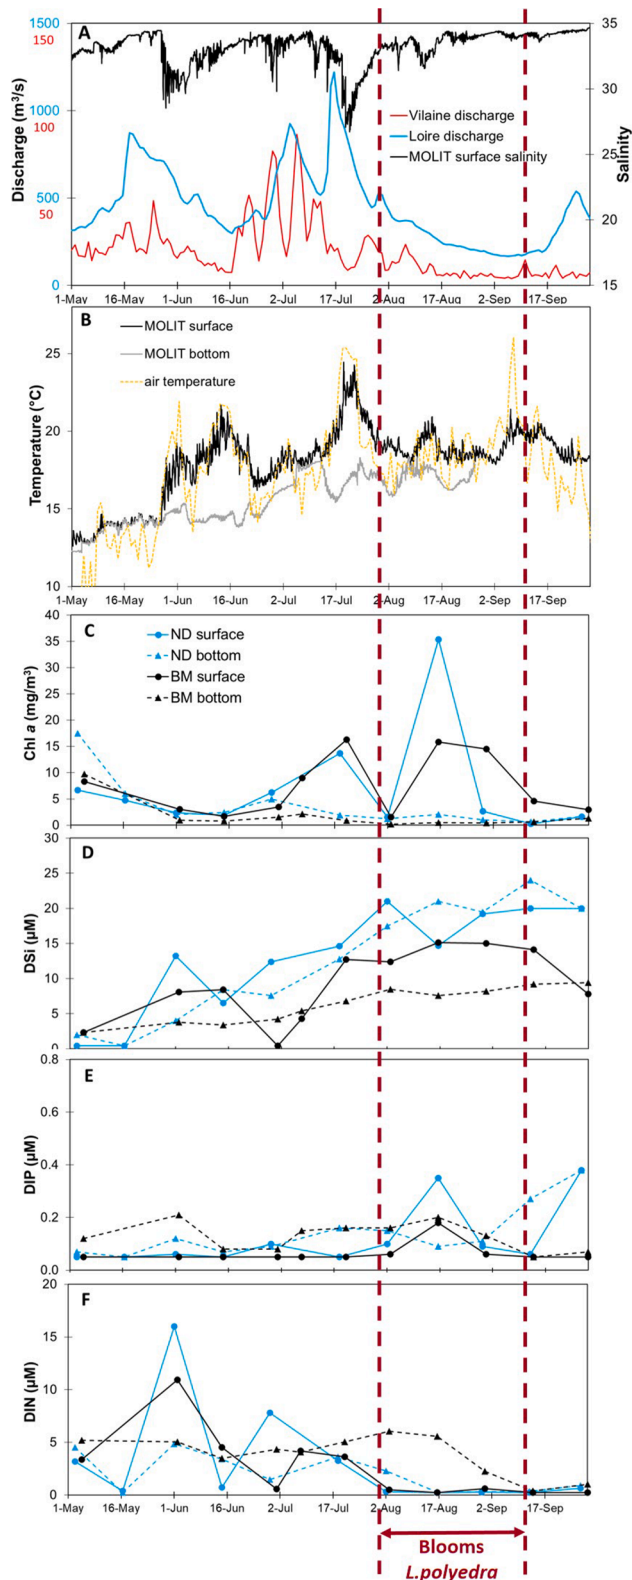 A
1500
150
1000
100
500
50
0
Discharge (m³/s)
35
30
25
20
15
Salinity
Vilaine discharge
Loire discharge
MOLIT surface salinity
1-May 16-May 1-Jun 16-Jun 2-Jul 17-Jul 2-Aug 17-Aug 2-Sep 17-Sep
B
MOLIT surface
MOLIT bottom
air temperature
25
20
15
10
Temperature (°C)
1-May 16-May 1-Jun 16-Jun 2-Jul 17-Jul 2-Aug 17-Aug 2-Sep 17-Sep
C
ND surface
ND bottom
BM surface
BM bottom
40
35
30
25
20
15
10
5
0
Chl a (mg/m³)
D
30
25
20
15
10
5
0
DSi (µM)
E
0.8
0.6
0.4
0.2
0.0
DIP (µM)
F
20
15
10
5
0
DIN (µM)
1-May 16-May 1-Jun 16-Jun 2-Jul 17-Jul 2-Aug 17-Aug 2-Sep 17-Sep
Blooms
L.polyedra